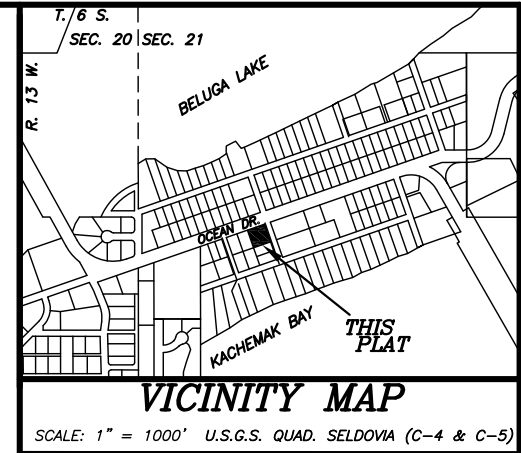 T. 6 S.
SEC. 20 SEC. 21
R. 13 W.
BELUGA LAKE
OCEAN DR.
KACHEMAK BAY
THIS
PLAT
VICINITY MAP
SCALE: 1" = 1000' U.S.G.S. QUAD. SELDOVIA (C-4 & C-5)